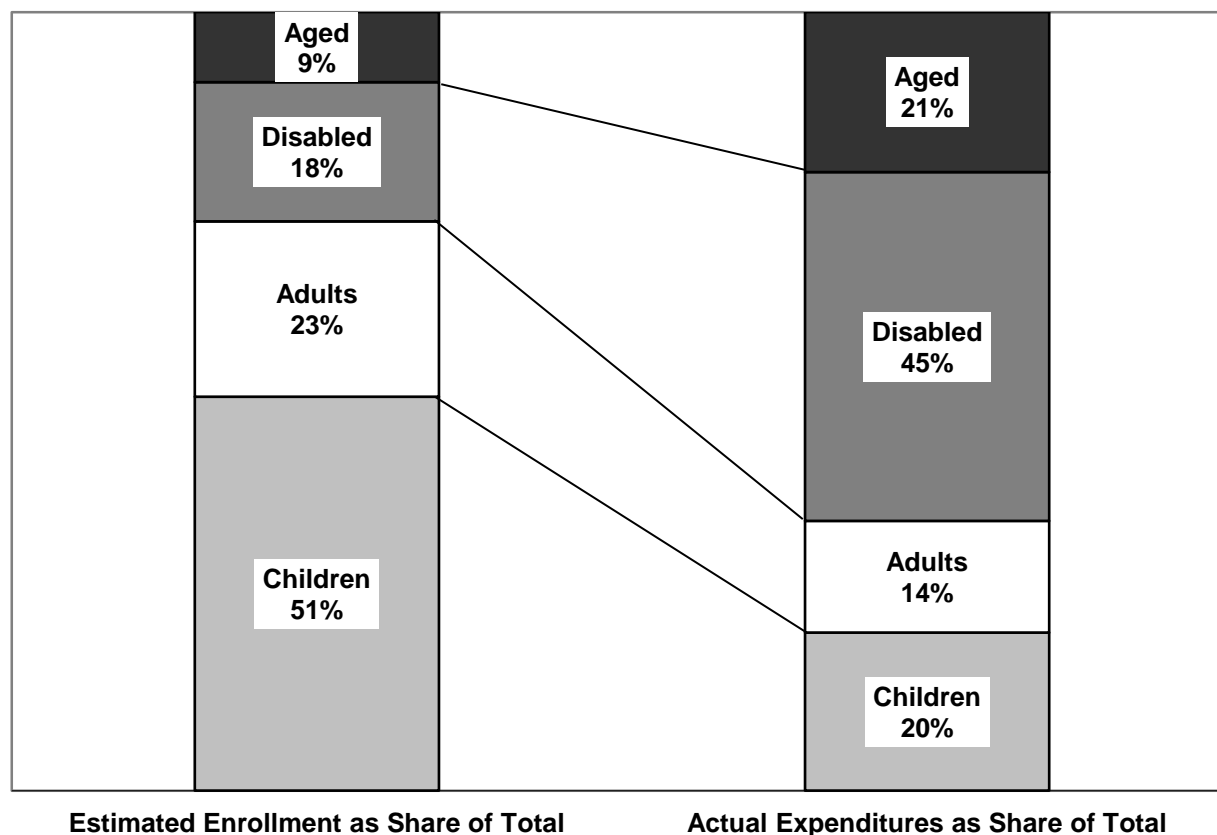 Aged
9%
Disabled
18%
Adults
23%
Children
51%
Aged
21%
Disabled
45%
Adults
14%
Children
20%
Estimated Enrollment as Share of Total
Actual Expenditures as Share of Total